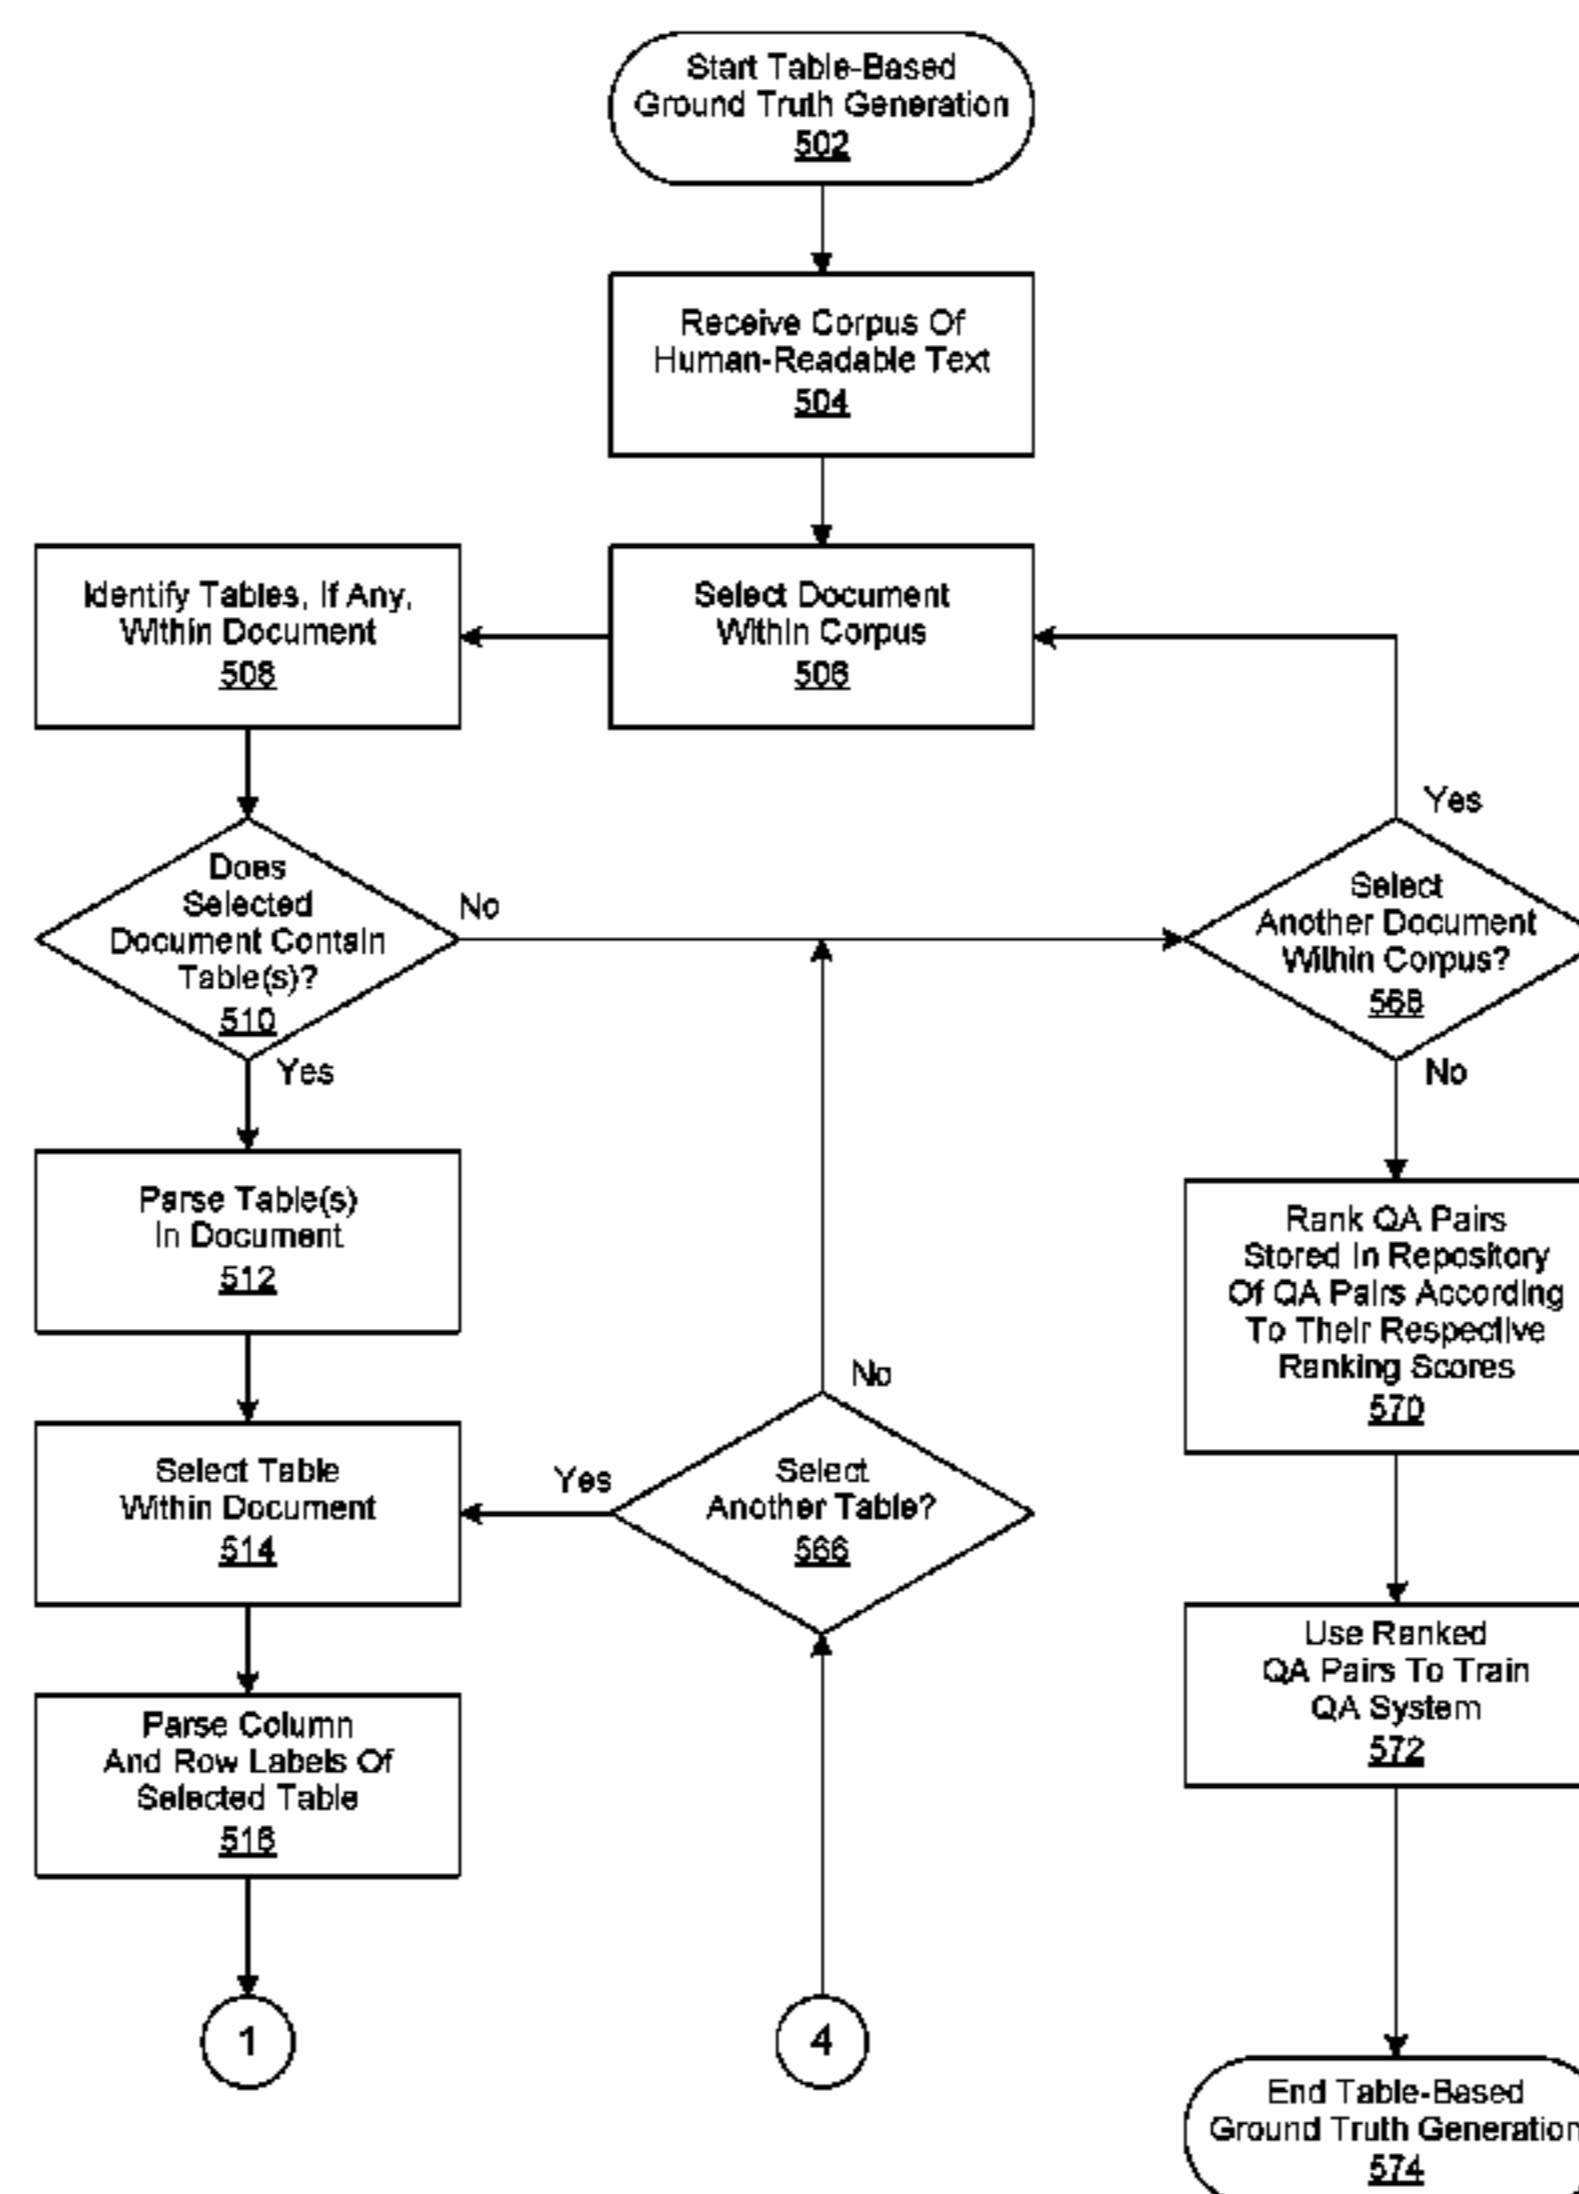 Start Table-Based
Ground Truth Generation
502
Receive Corpus Of
Human-Readable Text
504
Identify Tables, If Any,
Within Document
508
Select Document
Within Corpus
506
Does
Selected
Document Contain
Table(s)?
510
No
Yes
Yes
Select
Another Document
Within Corpus?
568
No
Parse Table(s)
In Document
512
Select Table
Within Document
514
Yes
No
Select
Another Table?
566
Rank QA Pairs
Stored In Repository
Of QA Pairs According
To Their Respective
Ranking Scores
570
Use Ranked
QA Pairs To Train
QA System
572
Parse Column
And Row Labels Of
Selected Table
516
1
4
End Table-Based
Ground Truth Generation
574